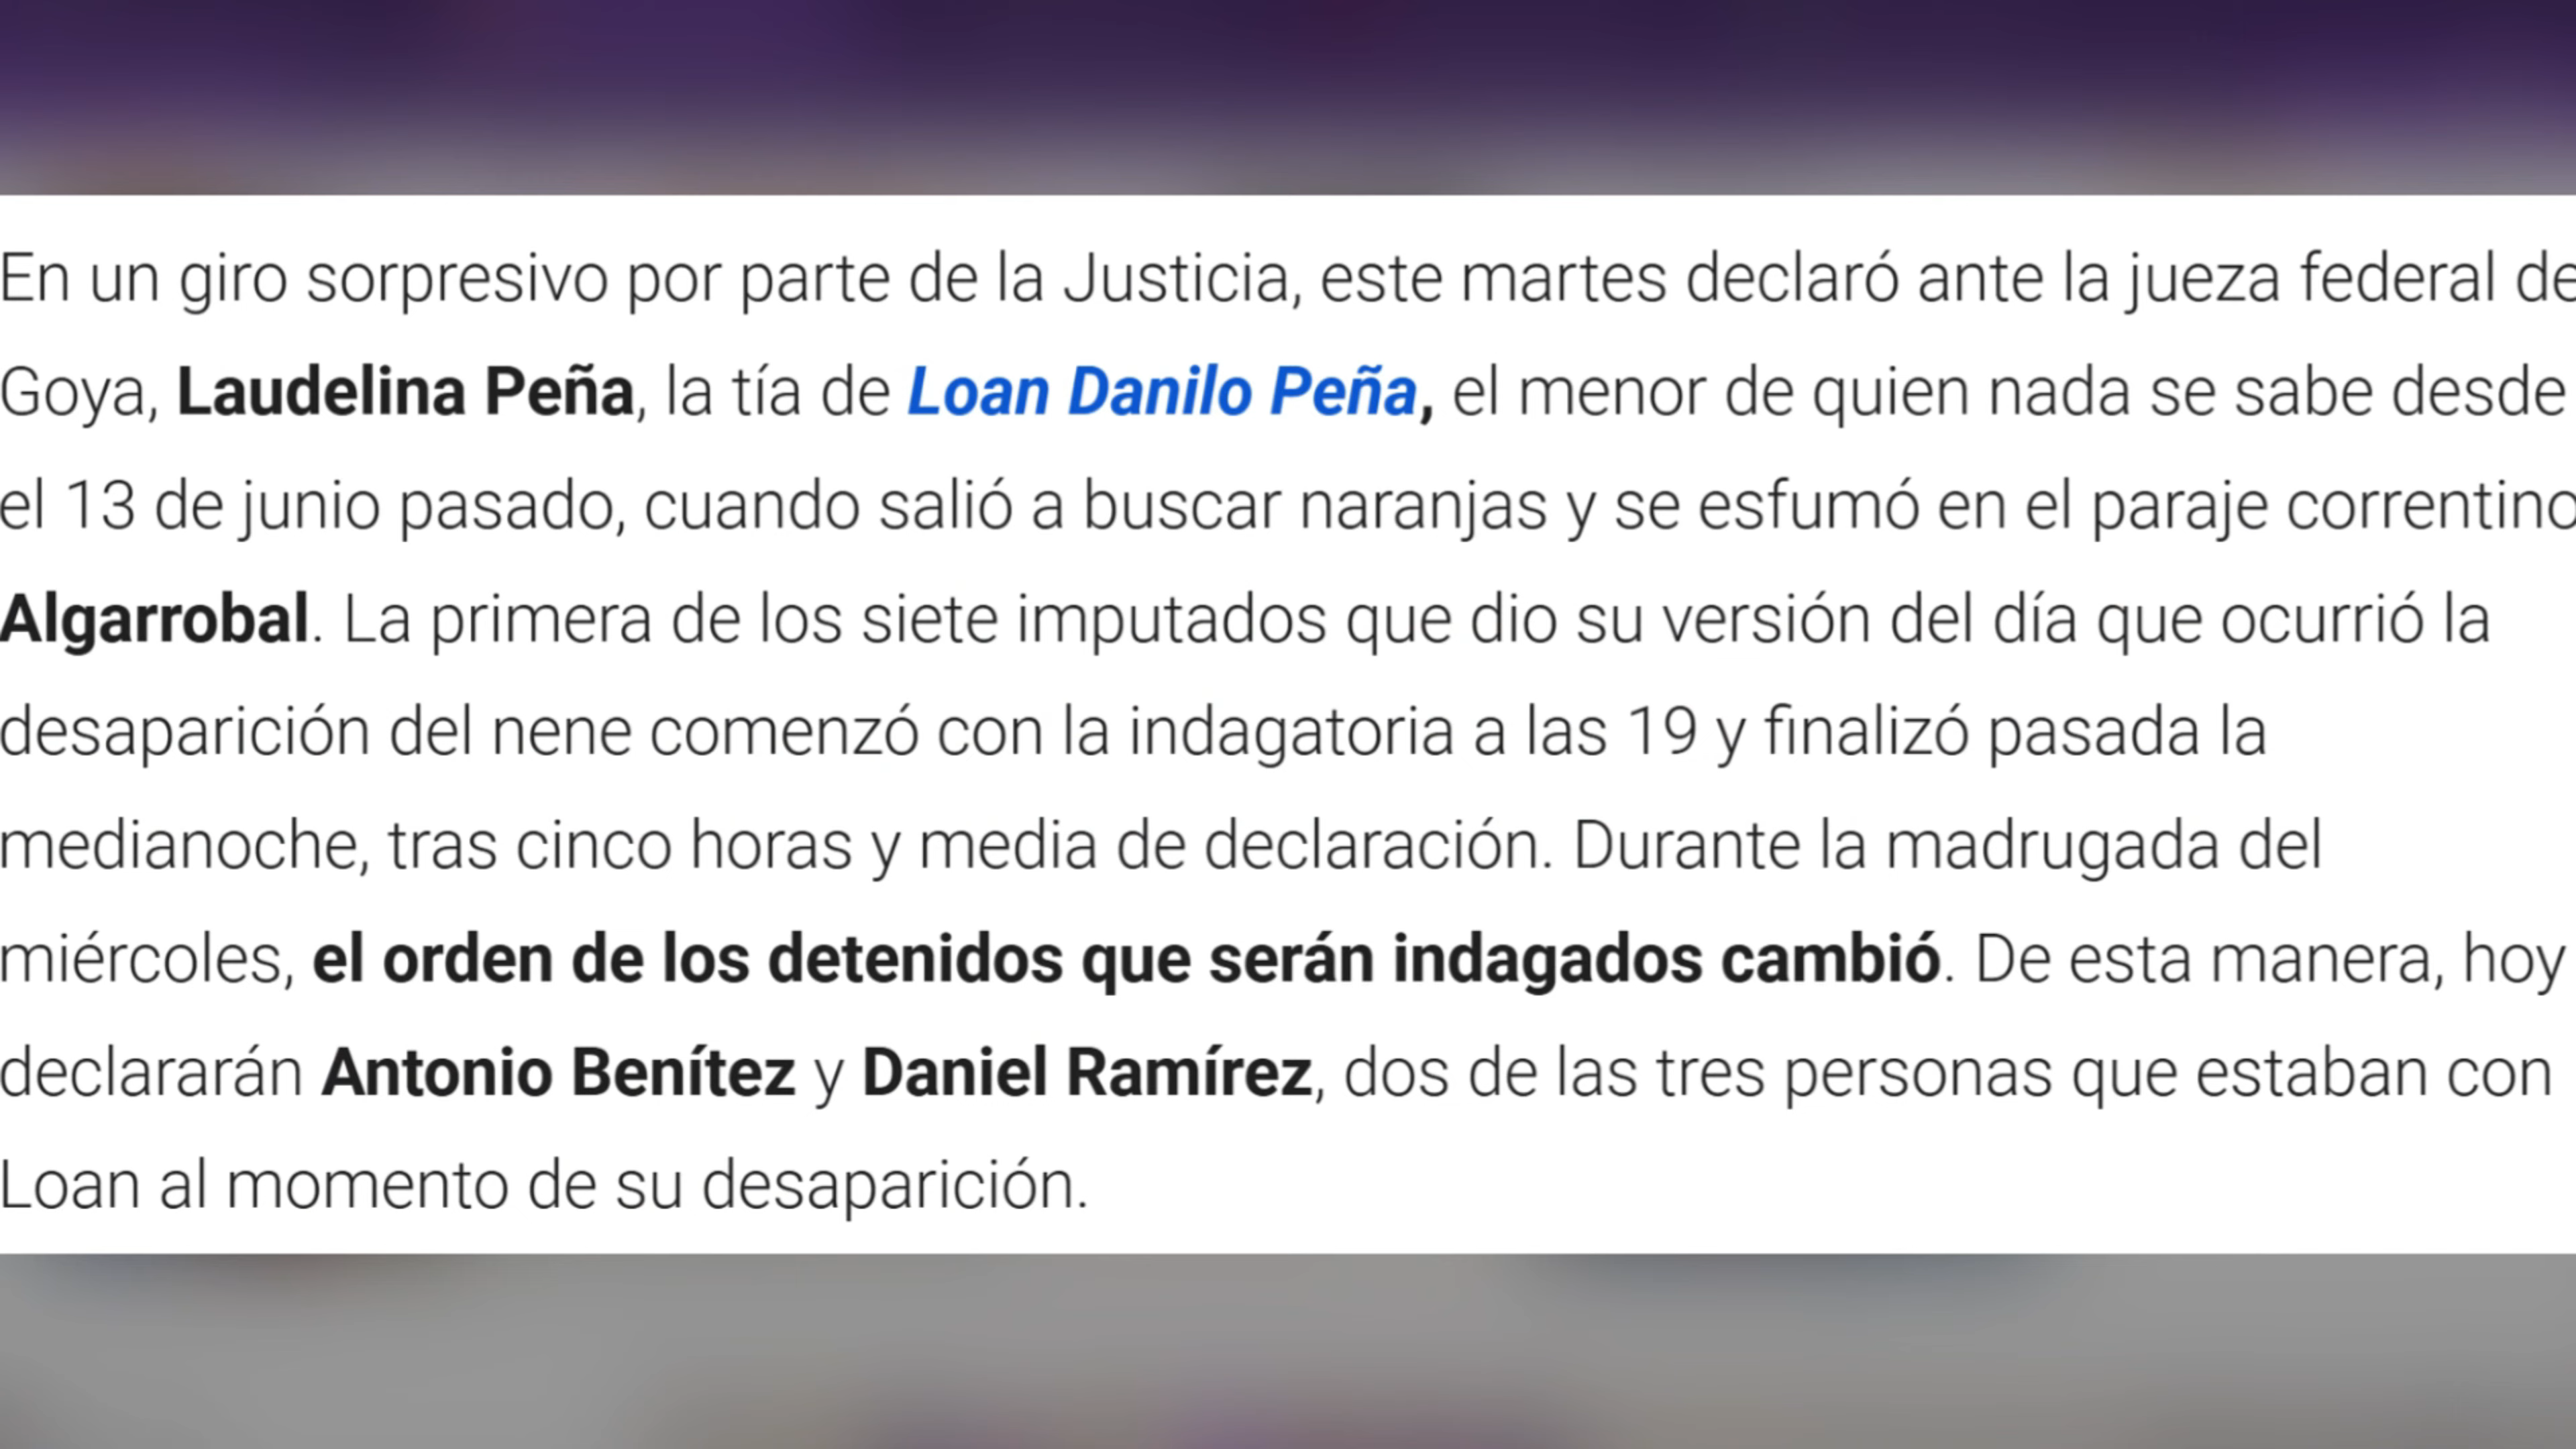 En un giro sorpresivo por parte de la Justicia, este martes declaró ante la jueza federal de
Goya, Laudelina Peña, la tía de Loan Danilo Peña, el menor de quien nada se sabe desde
el 13 de junio pasado, cuando salió a buscar naranjas y se esfumó en el paraje correntino
Algarrobal. La primera de los siete imputados que dio su versión del día que ocurrió la
desaparición del nene comenzó con la indagatoria a las 19 y finalizó pasada la
medianoche, tras cinco horas y media de declaración. Durante la madrugada del
miércoles, el orden de los detenidos que serán indagados cambió. De esta manera, hoy
declararán Antonio Benítez y Daniel Ramírez, dos de las tres personas que estaban con
Loan al momento de su desaparición.